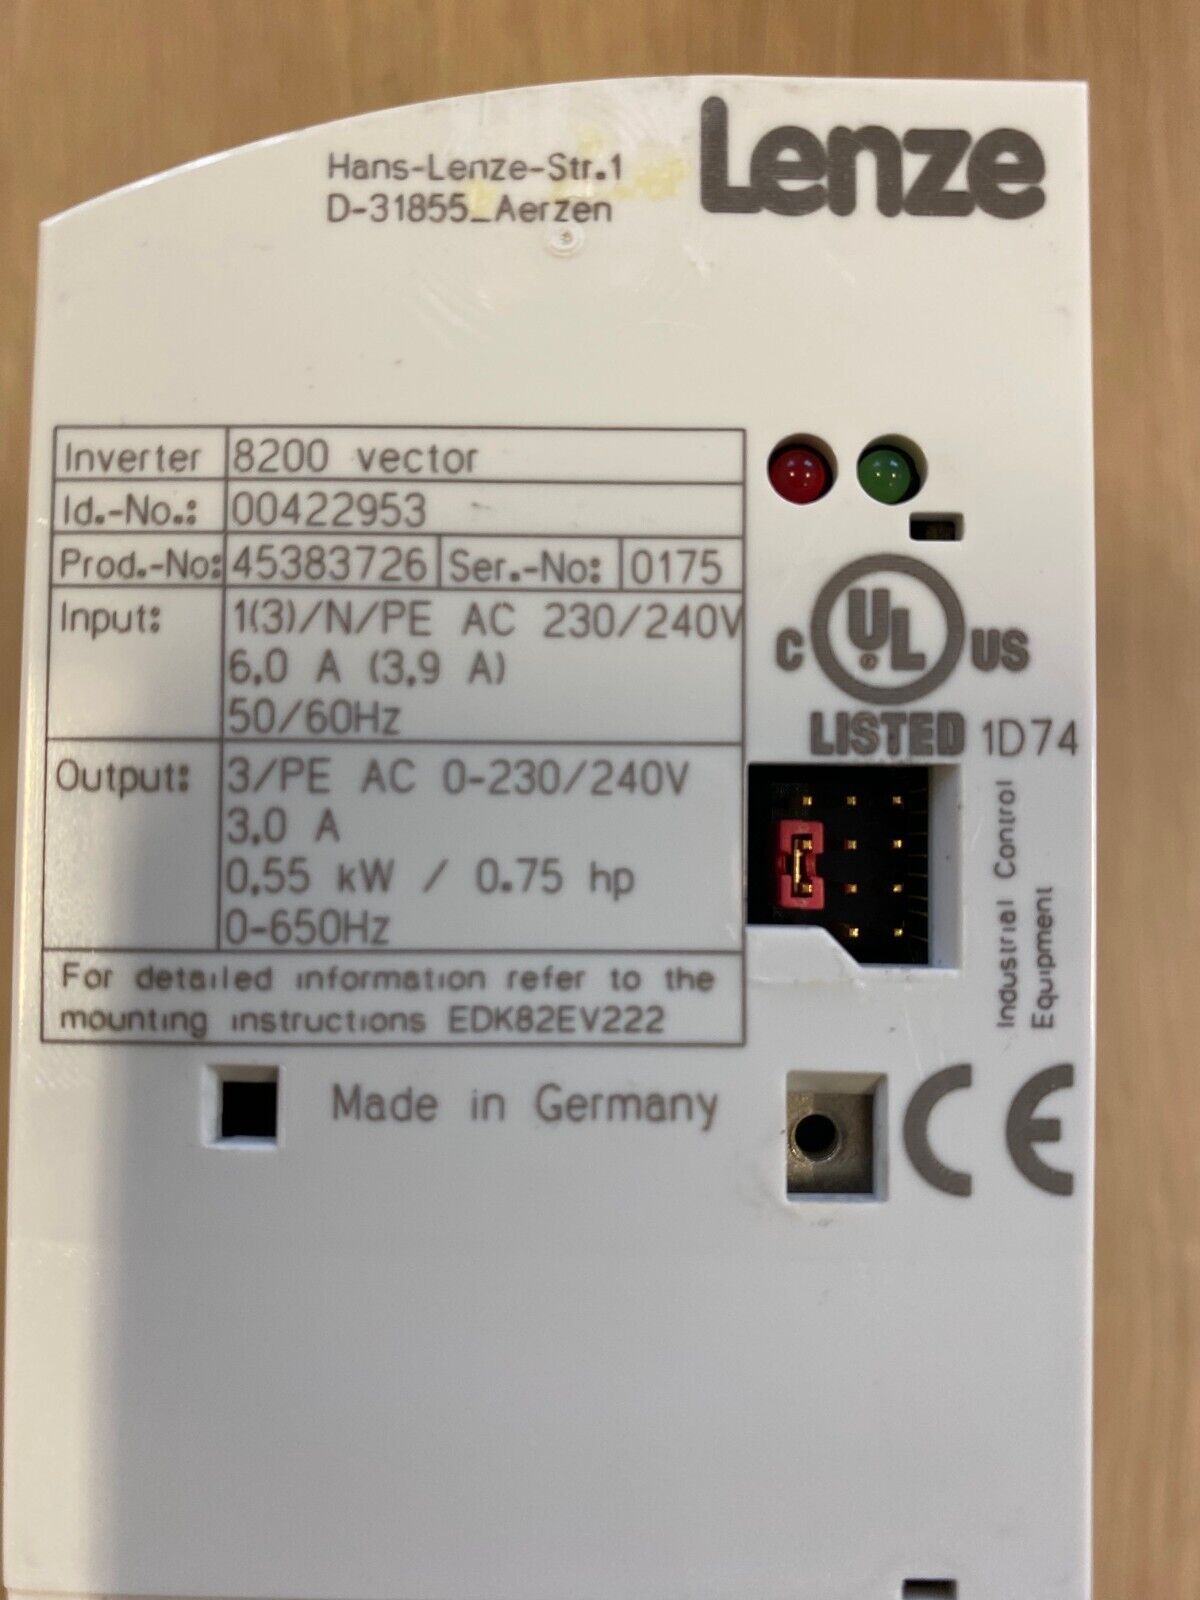 Lenze
Hans-Lenze-Str.1
D-31855_Aerzen
Inverter 8200 vector
Id.-No.: 00422953
Prod.-No: 45383726 Ser.-No: 0175
Input: 1(3)/N/PE AC 230/240V
6,0 A (3,9 A)
50/60Hz
Output: 3/PE AC 0-230/240V
3,0 A
0,55 kW / 0.75 hp
0-650Hz
For detailed information refer to the
mounting instructions EDK82EV222
C UL US
®
LISTED 1D74
Industrial Control
Equipment
Made in Germany
CE